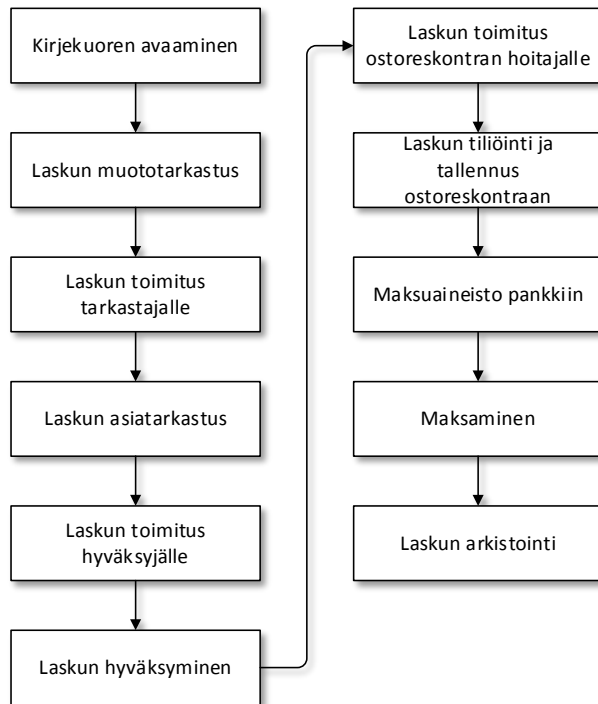 Kirjekuoren avaaminen
Laskun muototarkastus
Laskun toimitus
tarkastajalle
Laskun asiatarkastus
Laskun toimitus
hyväksyjälle
Laskun hyväksyminen
Laskun toimitus
ostoreskontran hoitajalle
Laskun tiliöinti ja
tallennus
ostoreskontraan
Maksuaineisto pankkiin
Maksaminen
Laskun arkistointi